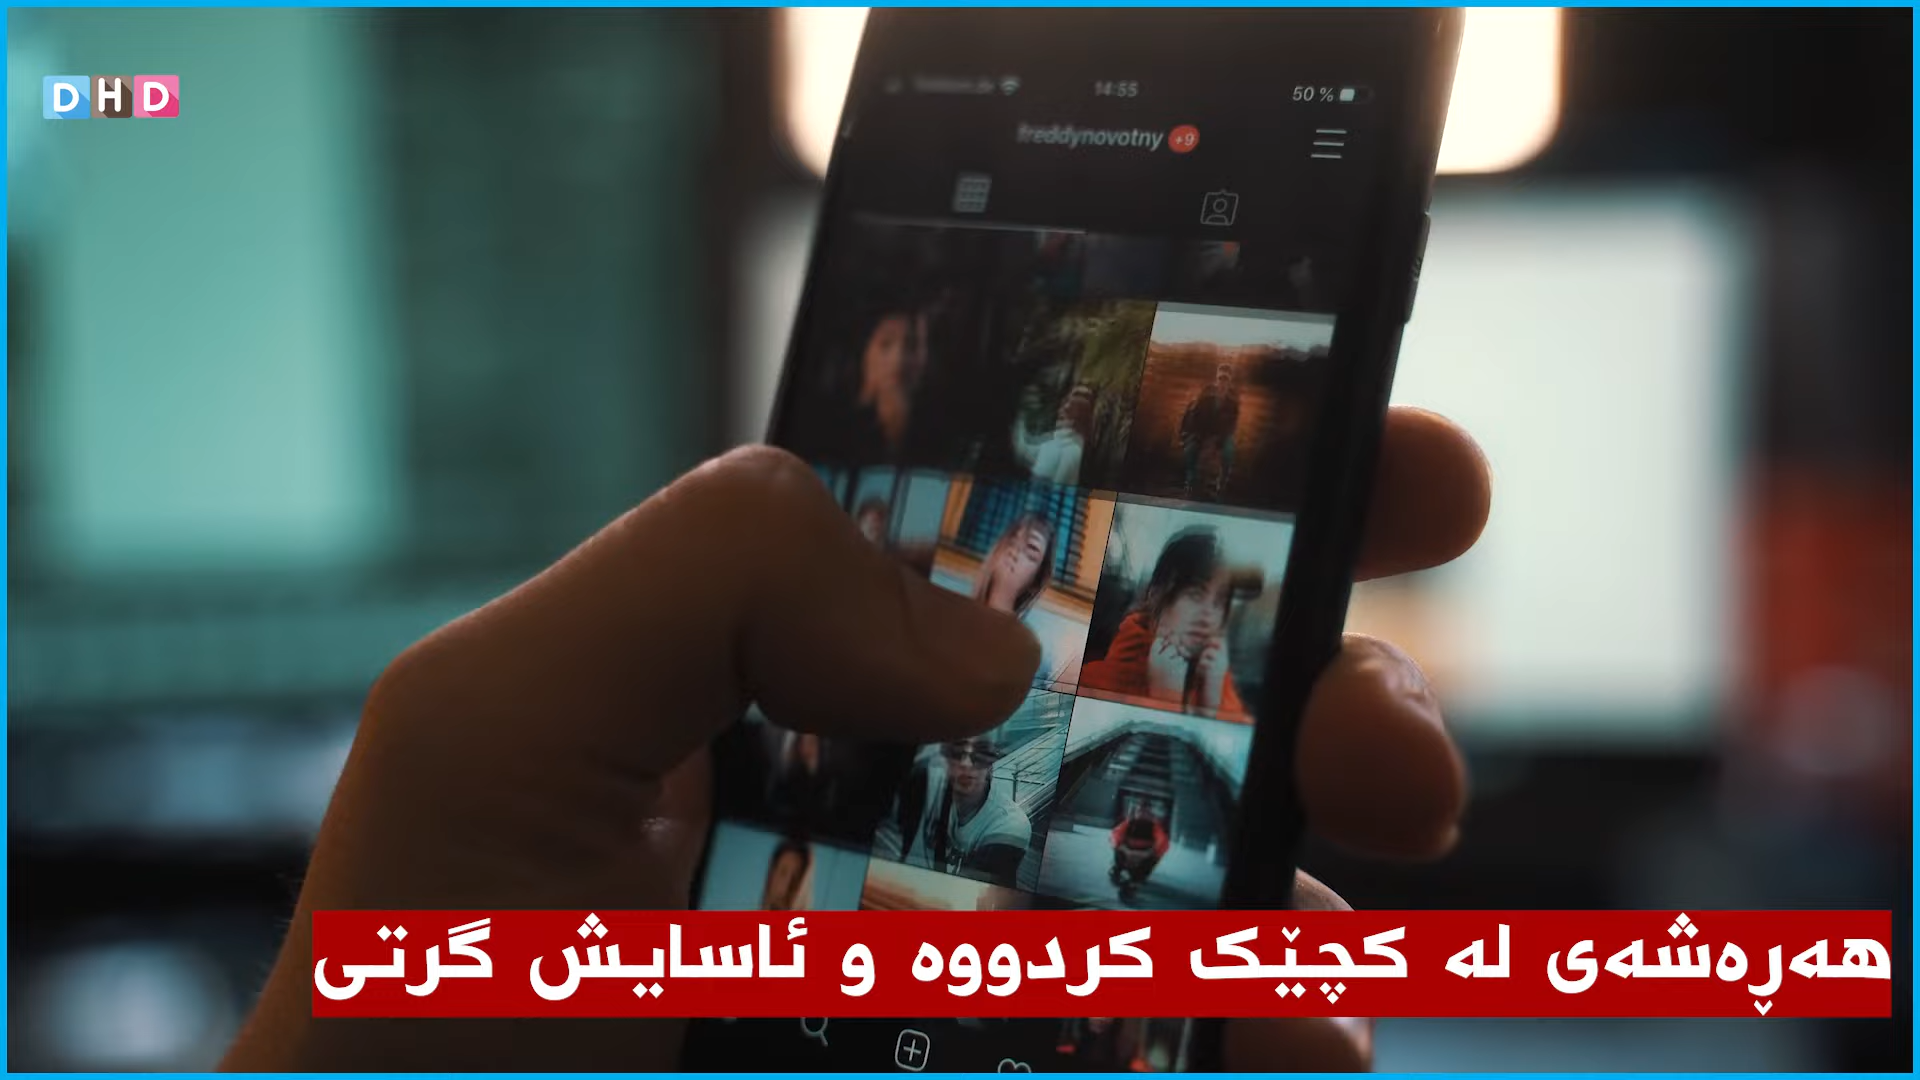 DHD
14:55
50 %
freddynovotny +9
هەڕەشەی لە کچێک کردووە و ئاسایش گرتی